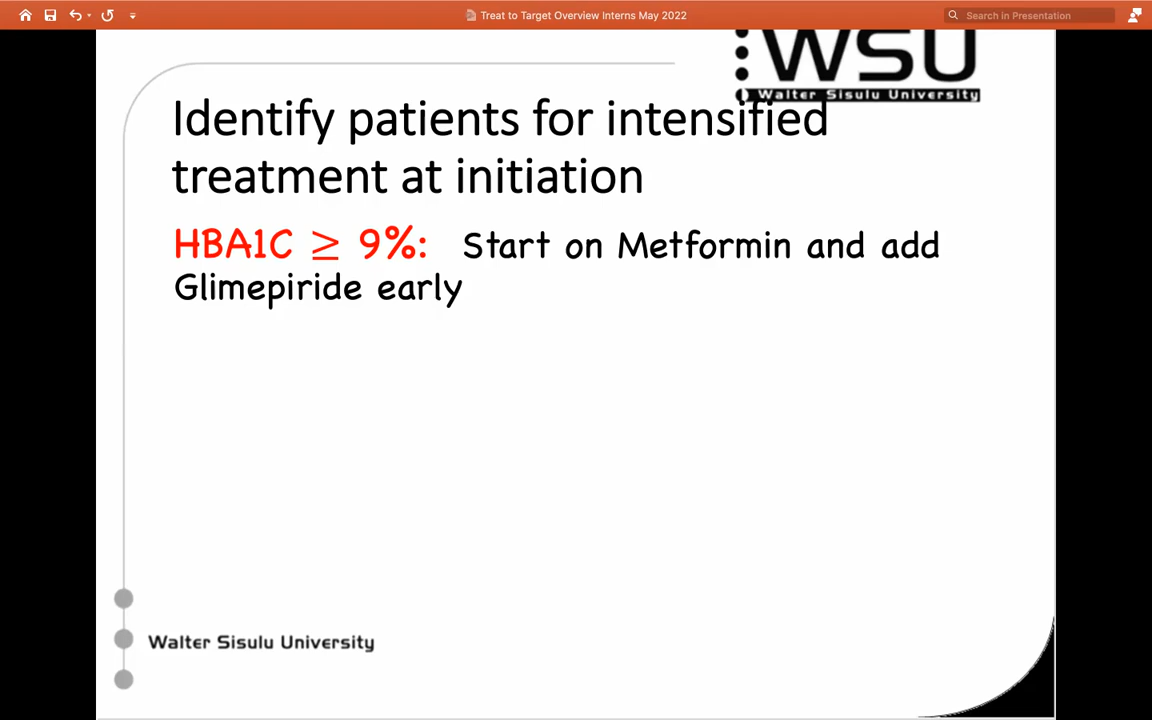 Treat to Target Overview Interns May 2022
Search in Presentation
WSU
Walter Sisulu University
Identify patients for intensified
treatment at initiation
HBA1C ≥ 9%: Start on Metformin and add
Glimepiride early
Walter Sisulu University